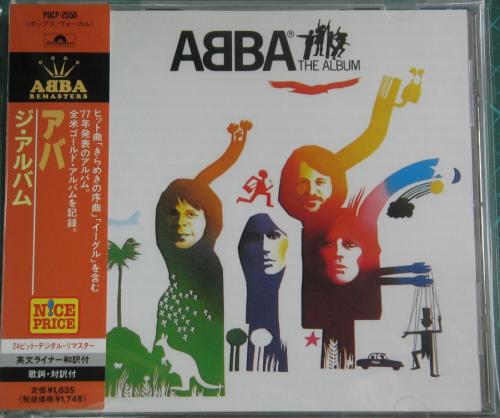 POCP-2550
(ポップス/ヴォーカル)
Polydor
ABBA
REMASTERS
アバ
ジ・アルバム
ヒット曲「きらめきの序曲」、「イーグル」を含む
77年発表のアルバム。
全米ゴールド・アルバムを記録。
N!CE
PRICE
24ビット・デジタル・リマスター
英文ライナー和訳付
歌詞・対訳付
定価¥1,835
(税抜価格¥1,748)
ABBA®
THE ALBUM